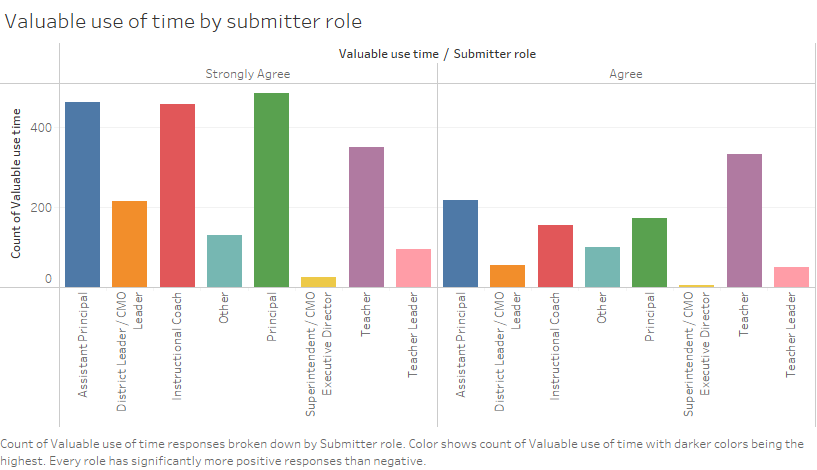 Valuable use of time by submitter role
Valuable use time / Submitter role
Strongly Agree
Agree
Count of Valuable use time
400
200
0
Assistant Principal
District Leader / CMO
Leader
Instructional Coach
Other
Principal
Superintendent / CMO
Executive Director
Teacher
Teacher Leader
Assistant Principal
District Leader / CMO
Leader
Instructional Coach
Other
Principal
Superintendent / CMO
Executive Director
Teacher
Teacher Leader
Count of Valuable use of time responses broken down by Submitter role. Color shows count of Valuable use of time with darker colors being the
highest. Every role has significantly more positive responses than negative.